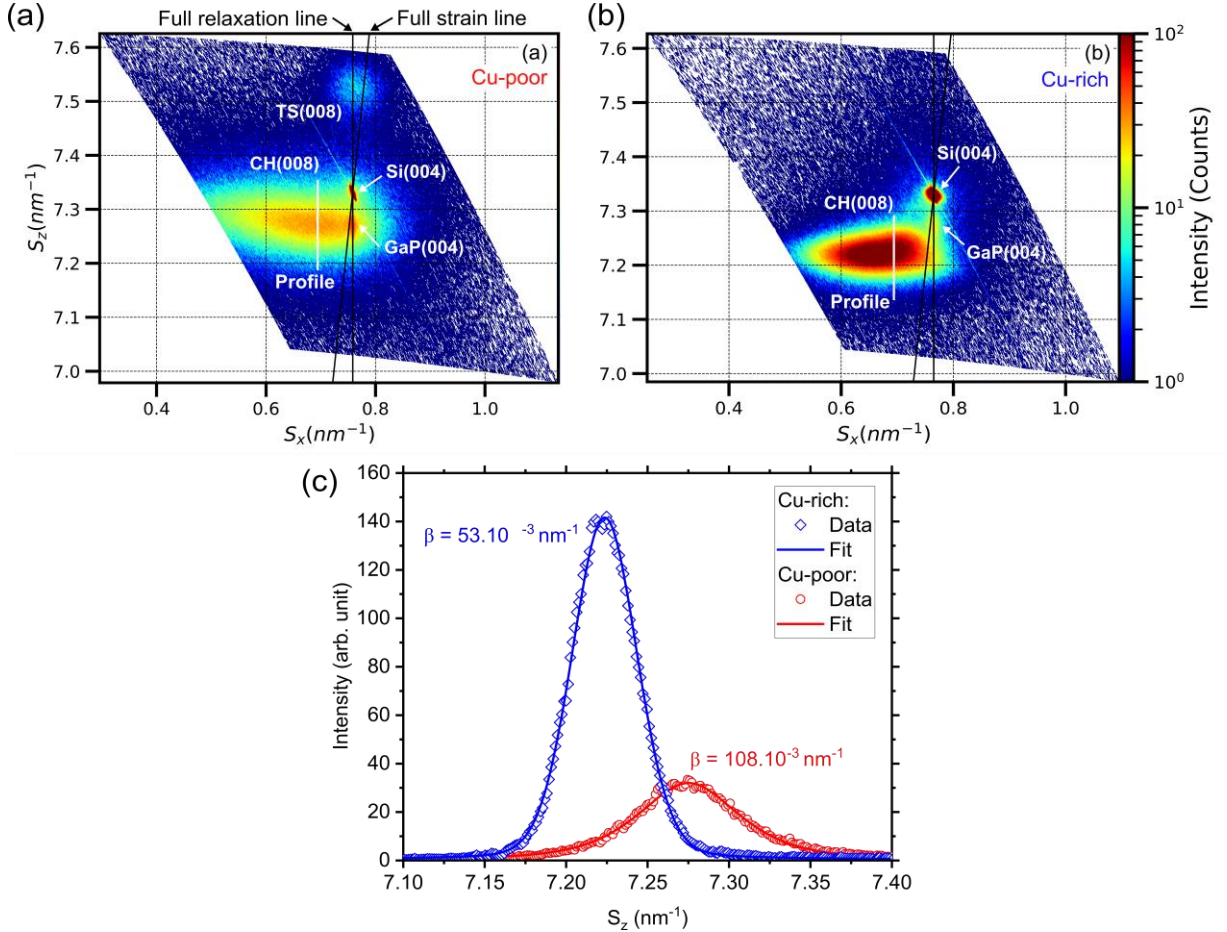 (a)
Full relaxation line
Full strain line
(b)
(a)
Cu-poor
TS(008)
CH(008)
Si(004)
GaP(004)
Profile
7.6
7.5
7.4
7.3
7.2
7.1
7.0
S_z(nm⁻¹)
0.4 0.6 0.8 1.0
S_x(nm⁻¹)
(b)
Cu-rich
Si(004)
CH(008)
GaP(004)
Profile
7.6
7.5
7.4
7.3
7.2
7.1
7.0
0.4 0.6 0.8 1.0
S_x(nm⁻¹)
10²
10¹
10⁰
Intensity (Counts)
(c)
160
140
120
100
80
60
40
20
0
Intensity (arb. unit)
β = 53.10 ⁻³ nm⁻¹
β = 108.10⁻³ nm⁻¹
Cu-rich:
Data
Fit
Cu-poor:
Data
Fit
7.10 7.15 7.20 7.25 7.30 7.35 7.40
S_z (nm⁻¹)